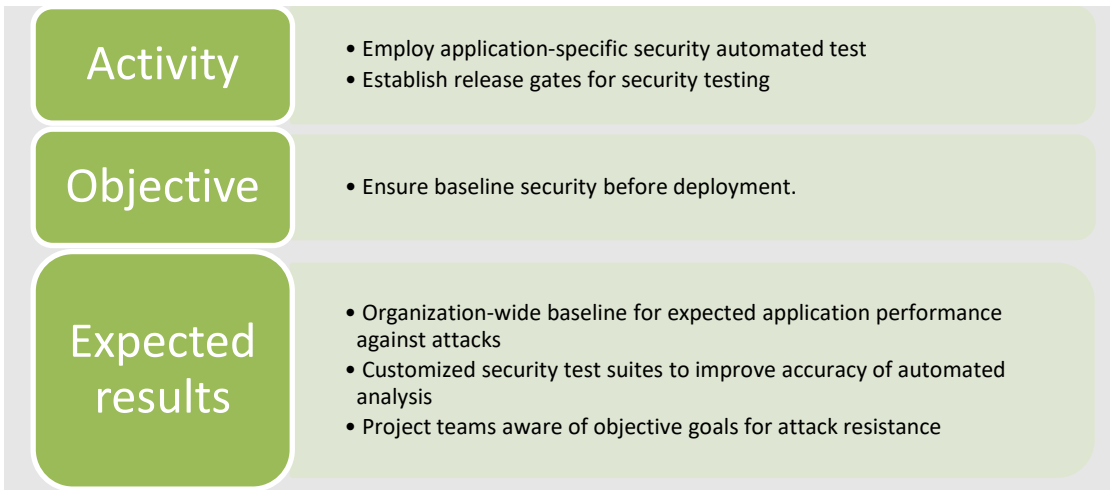 Activity
• Employ application-specific security automated test
• Establish release gates for security testing
Objective
• Ensure baseline security before deployment.
Expected
results
• Organization-wide baseline for expected application performance
against attacks
• Customized security test suites to improve accuracy of automated
analysis
• Project teams aware of objective goals for attack resistance